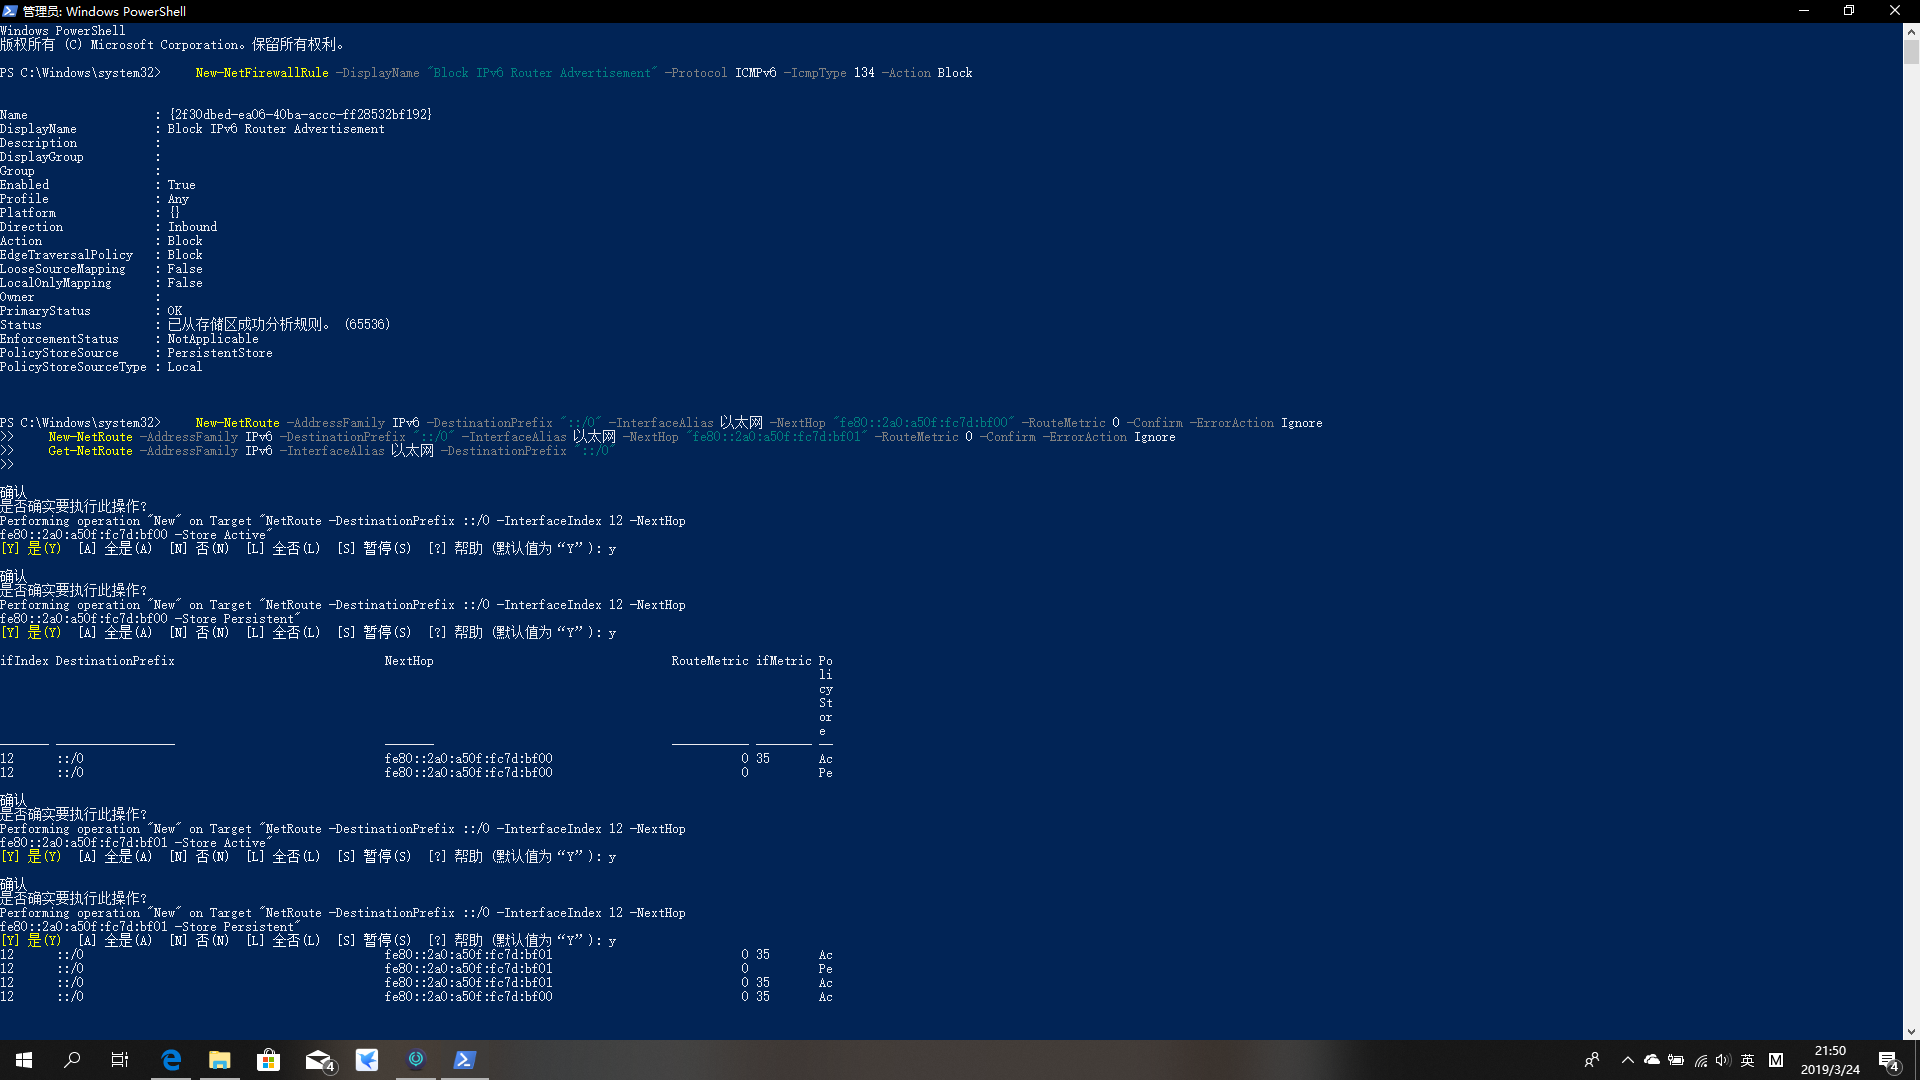 管理员: Windows PowerShell
Windows PowerShell
版权所有 (C) Microsoft Corporation。保留所有权利。
PS C:\Windows\system32>     New-NetFirewallRule -DisplayName "Block IPv6 Router Advertisement" -Protocol ICMPv6 -IcmpType 134 -Action Block
Name                  : {2f30dbed-ea06-40ba-accc-ff28532bf192}
DisplayName           : Block IPv6 Router Advertisement
Description           :
DisplayGroup          :
Group                 :
Enabled               : True
Profile               : Any
Platform              : {}
Direction             : Inbound
Action                : Block
EdgeTraversalPolicy   : Block
LooseSourceMapping    : False
LocalOnlyMapping      : False
Owner                 :
PrimaryStatus         : OK
Status                : 已从存储区成功分析规则。 (65536)
EnforcementStatus     : NotApplicable
PolicyStoreSource     : PersistentStore
PolicyStoreSourceType : Local
PS C:\Windows\system32>     New-NetRoute -AddressFamily IPv6 -DestinationPrefix "::/0" -InterfaceAlias 以太网 -NextHop "fe80::2a0:a50f:fc7d:bf00" -RouteMetric 0 -Confirm -ErrorAction Ignore
>>     New-NetRoute -AddressFamily IPv6 -DestinationPrefix "::/0" -InterfaceAlias 以太网 -NextHop "fe80::2a0:a50f:fc7d:bf01" -RouteMetric 0 -Confirm -ErrorAction Ignore
>>     Get-NetRoute -AddressFamily IPv6 -InterfaceAlias 以太网 -DestinationPrefix "::/0"
>>
确认
是否确实要执行此操作?
Performing operation "New" on Target "NetRoute -DestinationPrefix ::/0 -InterfaceIndex 12 -NextHop
fe80::2a0:a50f:fc7d:bf00 -Store Active"
[Y] 是(Y)  [A] 全是(A)  [N] 否(N)  [L] 全否(L)  [S] 暂停(S)  [?] 帮助 (默认值为“Y”): y
确认
是否确实要执行此操作?
Performing operation "New" on Target "NetRoute -DestinationPrefix ::/0 -InterfaceIndex 12 -NextHop
fe80::2a0:a50f:fc7d:bf00 -Store Persistent"
[Y] 是(Y)  [A] 全是(A)  [N] 否(N)  [L] 全否(L)  [S] 暂停(S)  [?] 帮助 (默认值为“Y”): y
ifIndex DestinationPrefix                              NextHop                                  RouteMetric ifMetric Po
li
cy
St
or
e
------- -----------------                              -------                                  ----------- -------- --
12      ::/0                                           fe80::2a0:a50f:fc7d:bf00                           0 35       Ac
12      ::/0                                           fe80::2a0:a50f:fc7d:bf00                           0          Pe
确认
是否确实要执行此操作?
Performing operation "New" on Target "NetRoute -DestinationPrefix ::/0 -InterfaceIndex 12 -NextHop
fe80::2a0:a50f:fc7d:bf01 -Store Active"
[Y] 是(Y)  [A] 全是(A)  [N] 否(N)  [L] 全否(L)  [S] 暂停(S)  [?] 帮助 (默认值为“Y”): y
确认
是否确实要执行此操作?
Performing operation "New" on Target "NetRoute -DestinationPrefix ::/0 -InterfaceIndex 12 -NextHop
fe80::2a0:a50f:fc7d:bf01 -Store Persistent"
[Y] 是(Y)  [A] 全是(A)  [N] 否(N)  [L] 全否(L)  [S] 暂停(S)  [?] 帮助 (默认值为“Y”): y
12      ::/0                                           fe80::2a0:a50f:fc7d:bf01                           0 35       Ac
12      ::/0                                           fe80::2a0:a50f:fc7d:bf01                           0          Pe
12      ::/0                                           fe80::2a0:a50f:fc7d:bf01                           0 35       Ac
12      ::/0                                           fe80::2a0:a50f:fc7d:bf00                           0 35       Ac
4
英
M
21:50
2019/3/24
4